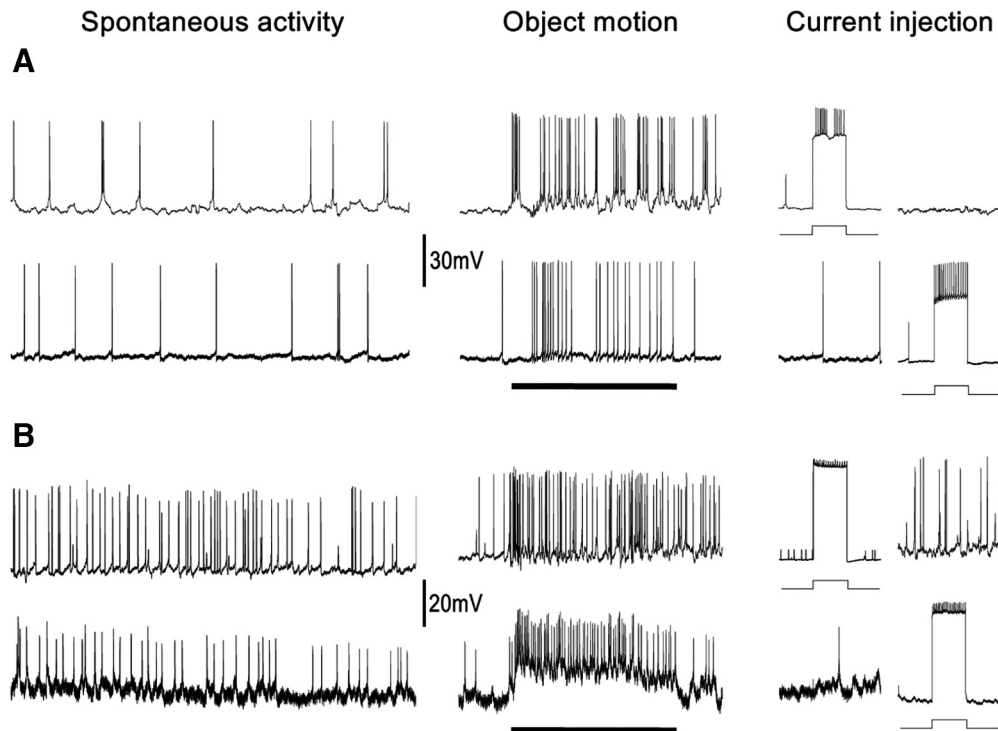 Spontaneous activity Object motion Current injection
A
30mV
B
20mV